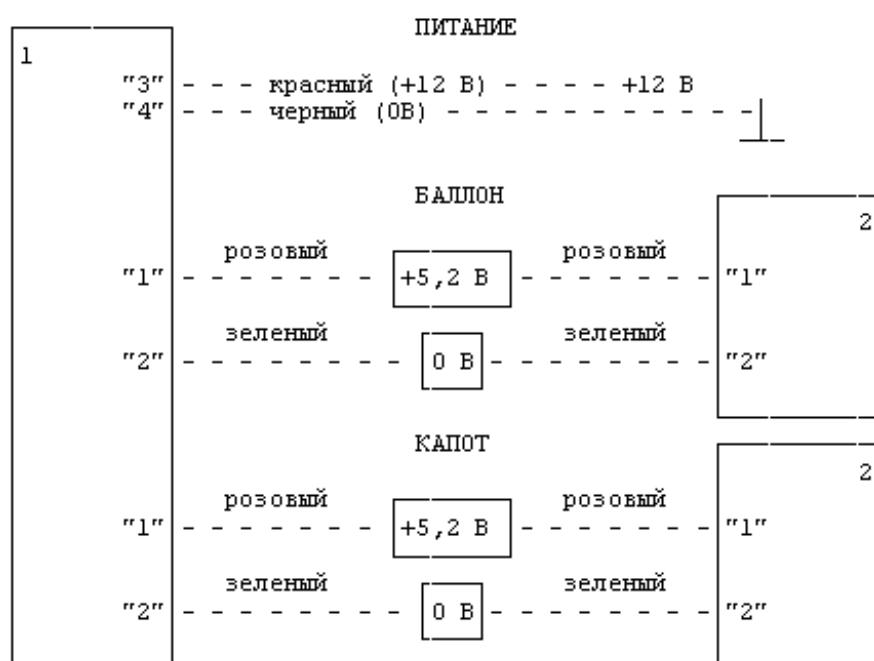 ПИТАНИЕ
1
"3" - - - красный (+12 В) - - - - +12 В
"4" - - - черный (0В) - - - - - - - - - - - -
БАЛЛОН
2
розовый розовый
"1" - - - - - - - +5,2 В - - - - - - - "1"
зеленый зеленый
"2" - - - - - - - - 0 В - - - - - - - - "2"
КАПОТ
2
розовый розовый
"1" - - - - - - - +5,2 В - - - - - - - "1"
зеленый зеленый
"2" - - - - - - - - 0 В - - - - - - - - "2"